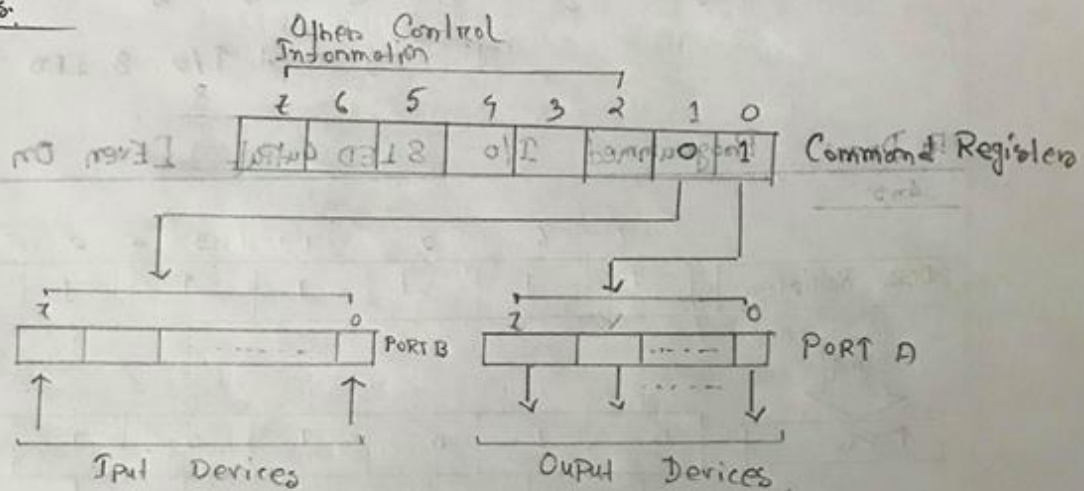 Other Control
Information
7 6 5 4 3 2 1 0
0 1 Command Register
7 0 7 0
PORT B PORT A
Iput Devices Ouput Devices